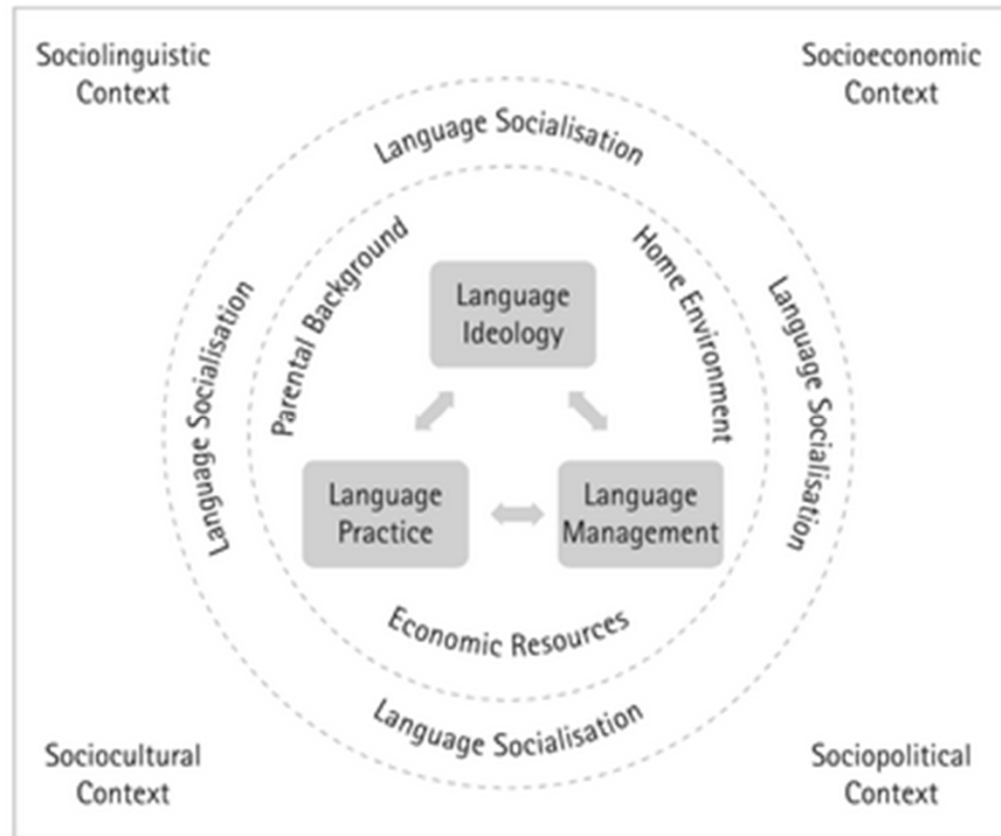 Sociolinguistic
Context
Socioeconomic
Context
Language Socialisation
Parental Background
Home Environment
Language Socialisation
Language Socialisation
Language
Ideology
Language
Practice
Language
Management
Economic Resources
Language Socialisation
Sociocultural
Context
Sociopolitical
Context